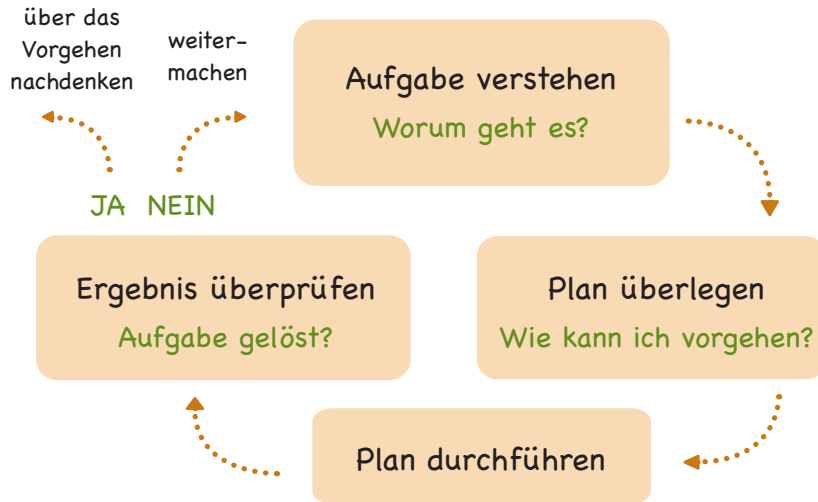 über das
Vorgehen
nachdenken
weiter-
machen
Aufgabe verstehen
Worum geht es?
JA NEIN
Ergebnis überprüfen
Aufgabe gelöst?
Plan überlegen
Wie kann ich vorgehen?
Plan durchführen